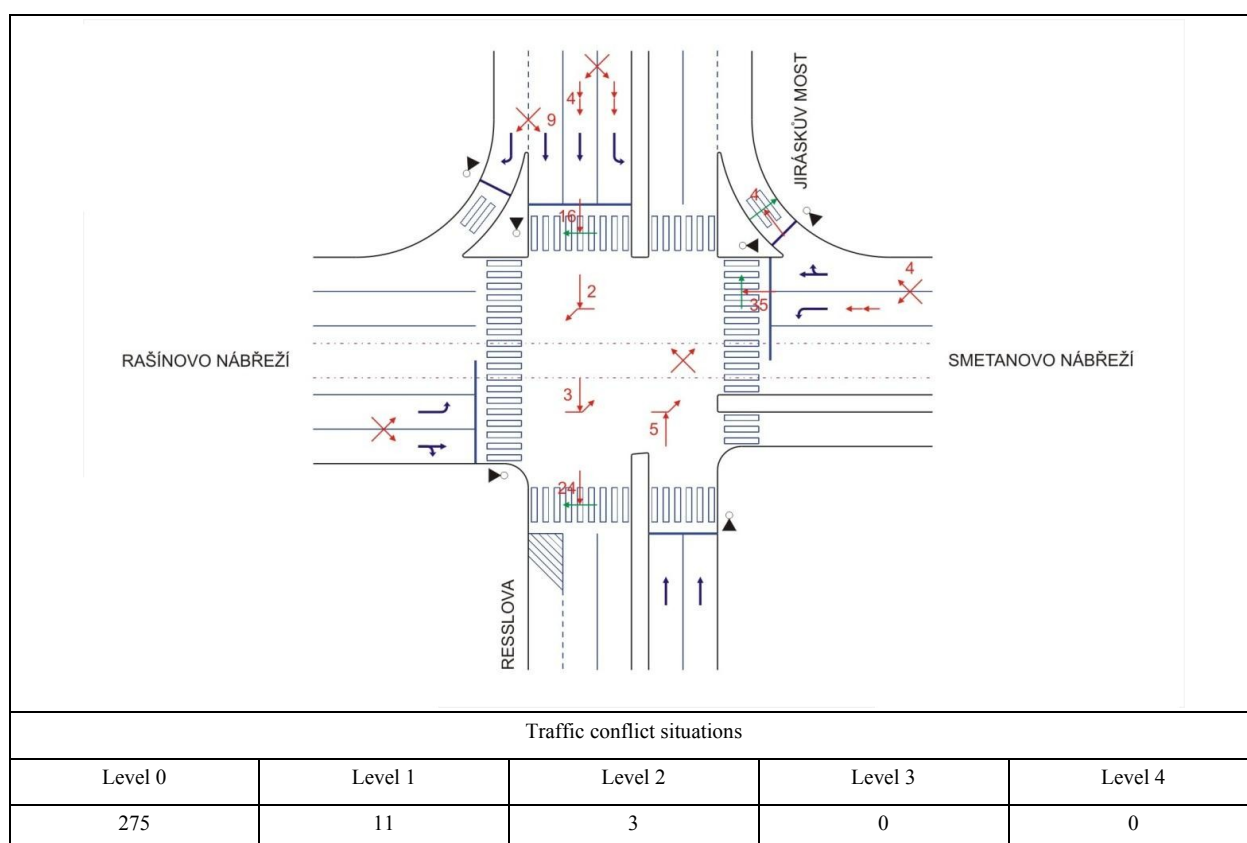 JIRÁSKŮV MOST
4
9
4
16
4
2
35
RAŠÍNOVO NÁBŘEŽÍ
SMETANOVO NÁBŘEŽÍ
3
5
24
RESSLOVA
Traffic conflict situations
Level 0 Level 1 Level 2 Level 3 Level 4
275 11 3 0 0